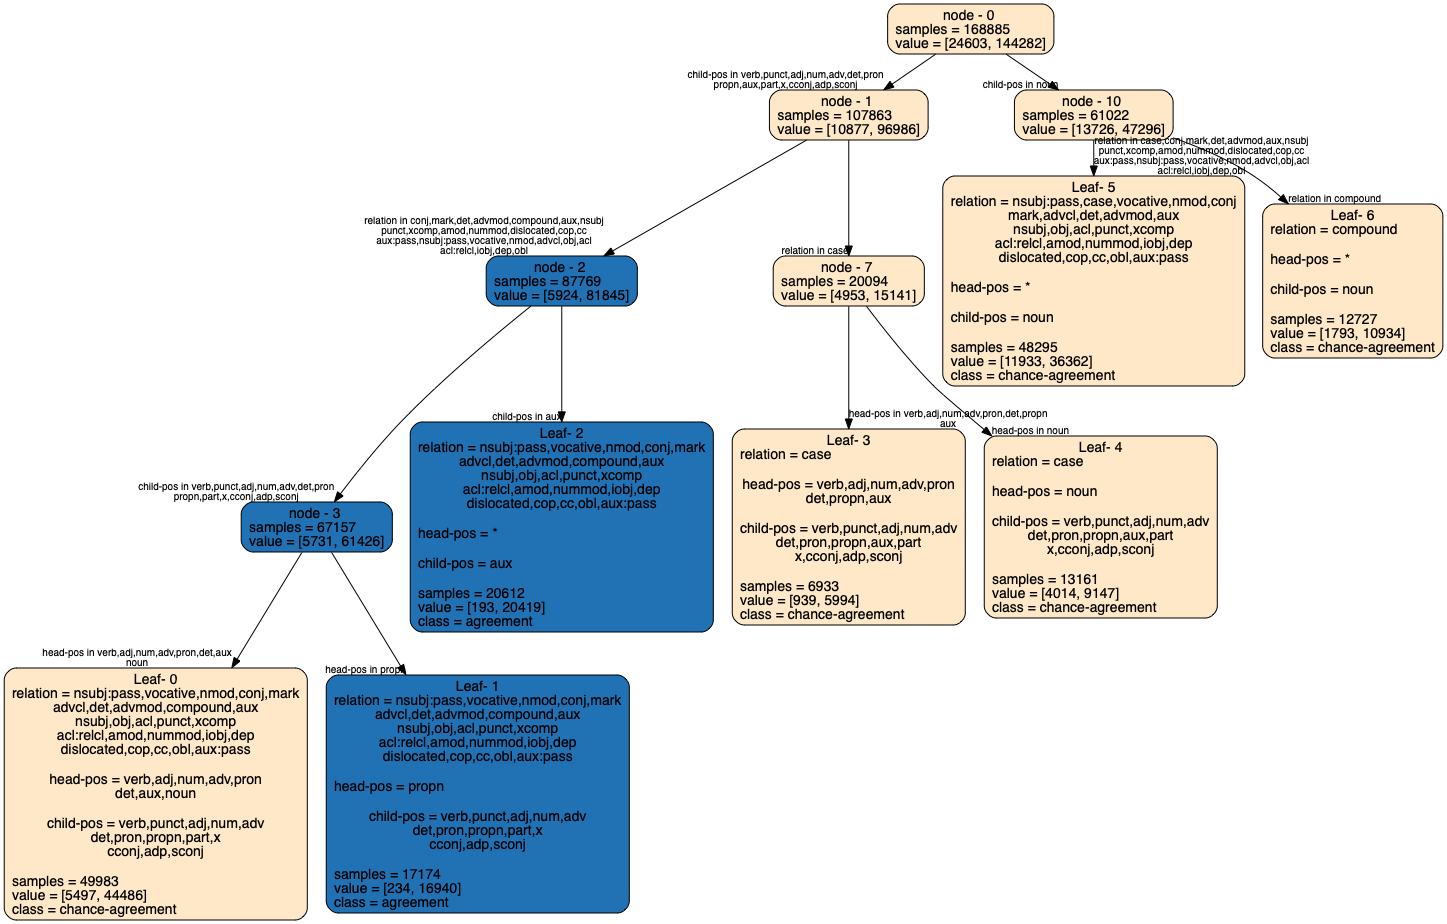 node - 0
samples = 168885
value = [24603, 144282]
child-pos in verb,punct,adj,num,adv,det,pron
propn,aux,part,x,cconj,adp,sconj
child-pos in noun
node - 1
samples = 107863
value = [10877, 96986]
node - 10
samples = 61022
value = [13726, 47296]
relation in case,conj,mark,det,advmod,aux,nsubj
punct,xcomp,amod,nummod,dislocated,cop,cc
aux:pass,nsubj:pass,vocative,nmod,advcl,obj,acl
acl:relcl,iobj,dep,obl
relation in compound
Leaf- 5
relation = nsubj:pass,case,vocative,nmod,conj
mark,advcl,det,advmod,aux
nsubj,obj,acl,punct,xcomp
acl:relcl,amod,nummod,iobj,dep
dislocated,cop,cc,obl,aux:pass
head-pos = *
child-pos = noun
samples = 48295
value = [11933, 36362]
class = chance-agreement
Leaf- 6
relation = compound
head-pos = *
child-pos = noun
samples = 12727
value = [1793, 10934]
class = chance-agreement
relation in conj,mark,det,advmod,compound,aux,nsubj
punct,xcomp,amod,nummod,dislocated,cop,cc
aux:pass,nsubj:pass,vocative,nmod,advcl,obj,acl
acl:relcl,iobj,dep,obl
relation in case
node - 2
samples = 87769
value = [5924, 81845]
node - 7
samples = 20094
value = [4953, 15141]
child-pos in aux
head-pos in verb,adj,num,adv,pron,det,propn
aux
head-pos in noun
Leaf- 2
relation = nsubj:pass,vocative,nmod,conj,mark
advcl,det,advmod,compound,aux
nsubj,obj,acl,punct,xcomp
acl:relcl,amod,nummod,iobj,dep
dislocated,cop,cc,obl,aux:pass
head-pos = *
child-pos = aux
samples = 20612
value = [193, 20419]
class = agreement
Leaf- 3
relation = case
head-pos = verb,adj,num,adv,pron
det,propn,aux
child-pos = verb,punct,adj,num,adv
det,pron,propn,aux,part
x,cconj,adp,sconj
samples = 6933
value = [939, 5994]
class = chance-agreement
Leaf- 4
relation = case
head-pos = noun
child-pos = verb,punct,adj,num,adv
det,pron,propn,aux,part
x,cconj,adp,sconj
samples = 13161
value = [4014, 9147]
class = chance-agreement
child-pos in verb,punct,adj,num,adv,det,pron
propn,part,x,cconj,adp,sconj
node - 3
samples = 67157
value = [5731, 61426]
head-pos in verb,adj,num,adv,pron,det,aux
noun
head-pos in propn
Leaf- 0
relation = nsubj:pass,vocative,nmod,conj,mark
advcl,det,advmod,compound,aux
nsubj,obj,acl,punct,xcomp
acl:relcl,amod,nummod,iobj,dep
dislocated,cop,cc,obl,aux:pass
head-pos = verb,adj,num,adv,pron
det,aux,noun
child-pos = verb,punct,adj,num,adv
det,pron,propn,part,x
cconj,adp,sconj
samples = 49983
value = [5497, 44486]
class = chance-agreement
Leaf- 1
relation = nsubj:pass,vocative,nmod,conj,mark
advcl,det,advmod,compound,aux
nsubj,obj,acl,punct,xcomp
acl:relcl,amod,nummod,iobj,dep
dislocated,cop,cc,obl,aux:pass
head-pos = propn
child-pos = verb,punct,adj,num,adv
det,pron,propn,part,x
cconj,adp,sconj
samples = 17174
value = [234, 16940]
class = agreement